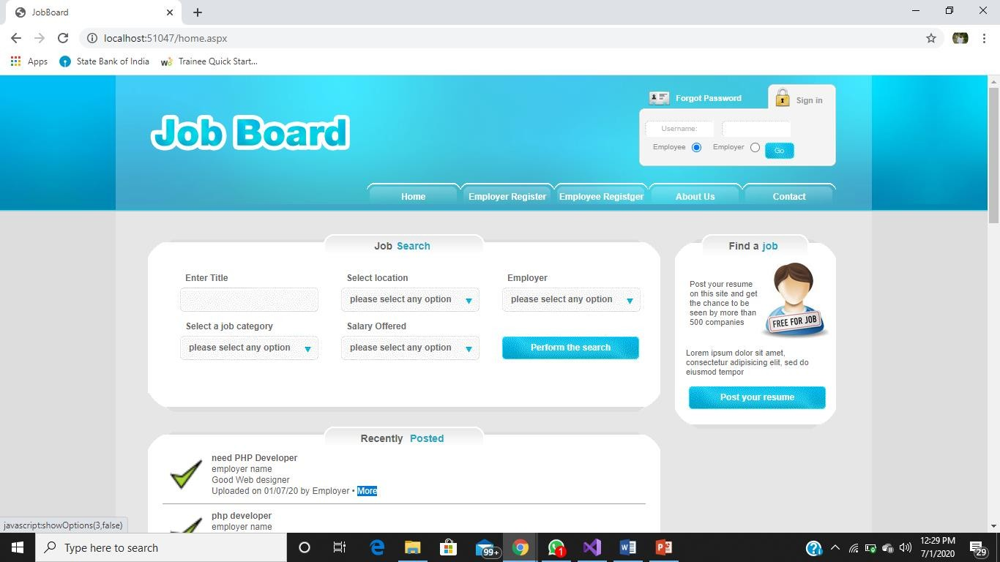 JobBoard
localhost:51047/home.aspx
Apps State Bank of India Trainee Quick Start...
Forgot Password Sign in
Job Board
Username:
Employee Employer Go
Home Employer Register Employee Registger About Us Contact
Job Search
Enter Title Select location Employer
please select any option please select any option
Select a job category Salary Offered
please select any option please select any option Perform the search
Find a job
Post your resume
on this site and get
the chance to be
seen by more than
500 companies
FREE FOR JOB
Lorem ipsum dolor sit amet,
consectetur adipisicing elit, sed do
eiusmod tempor
Post your resume
Recently Posted
need PHP Developer
employer name
Good Web designer
Uploaded on 01/07/20 by Employer • More
php developer
employer name
javascript:showOptions(3,false)
Type here to search
99+
1
12:29 PM
7/1/2020
29